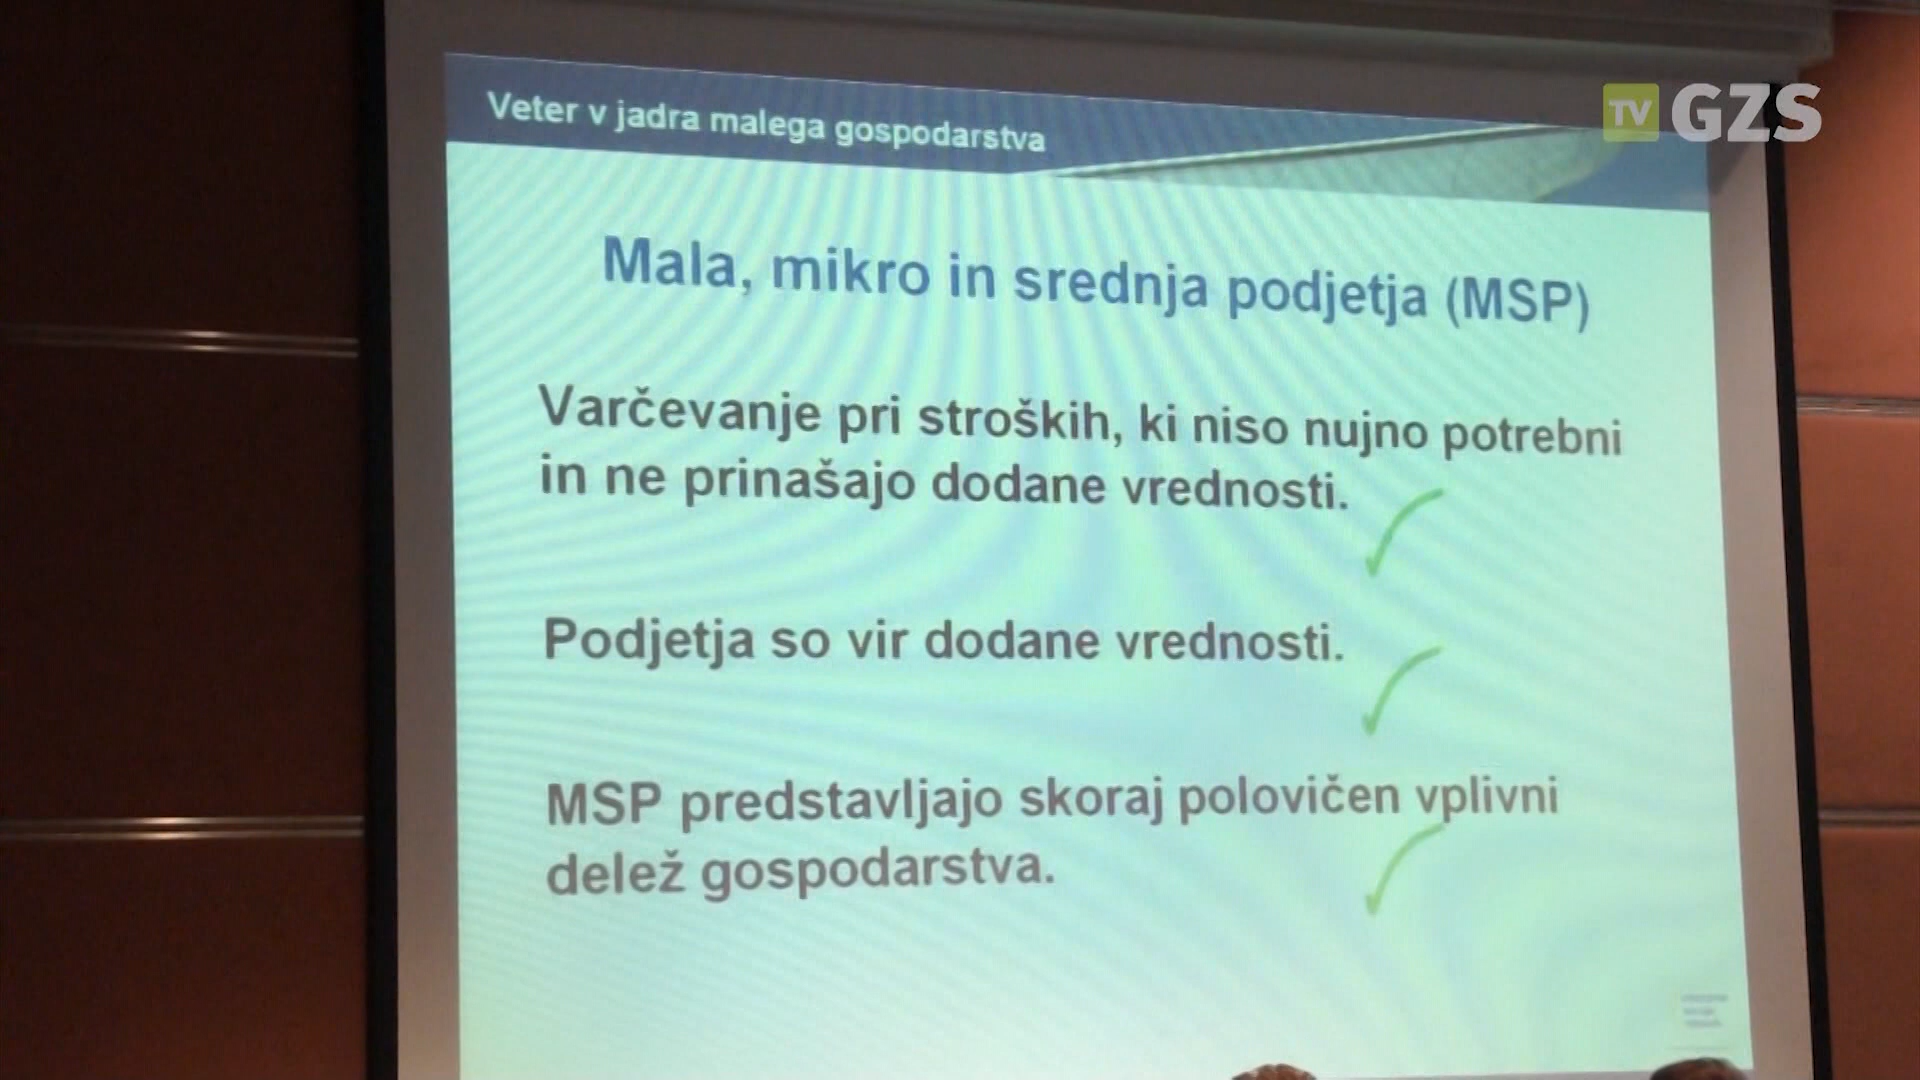 Veter v jadra malega gospodarstva
TV GZS
Mala, mikro in srednja podjetja (MSP)
Varčevanje pri stroških, ki niso nujno potrebni
in ne prinašajo dodane vrednosti.
Podjetja so vir dodane vrednosti.
MSP predstavljajo skoraj polovičen vplivni
delež gospodarstva.